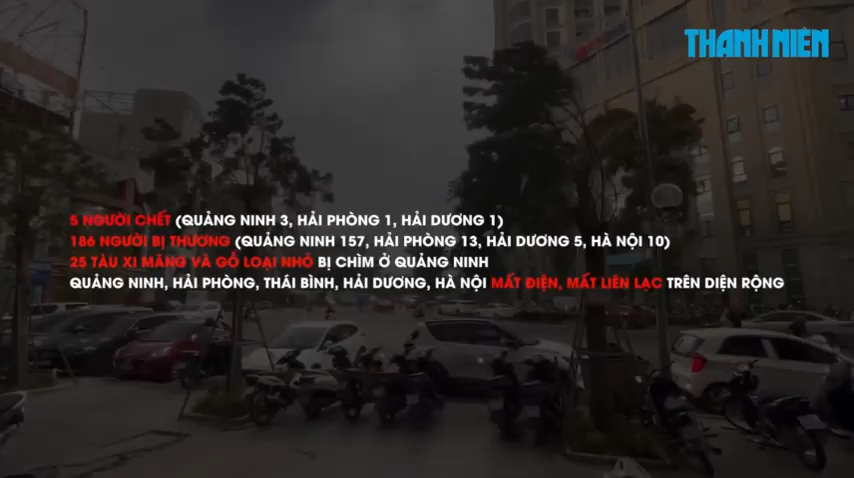 THANH NIÊN
5 NGƯỜI CHẾT (QUẢNG NINH 3, HẢI PHÒNG 1, HẢI DƯƠNG 1)
186 NGƯỜI BỊ THƯƠNG (QUẢNG NINH 157, HẢI PHÒNG 13, HẢI DƯƠNG 5, HÀ NỘI 10)
25 TÀU XI MĂNG VÀ GỖ LOẠI NHỎ BỊ CHÌM Ở QUẢNG NINH
QUẢNG NINH, HẢI PHÒNG, THÁI BÌNH, HẢI DƯƠNG, HÀ NỘI MẤT ĐIỆN, MẤT LIÊN LẠC TRÊN DIỆN RỘNG